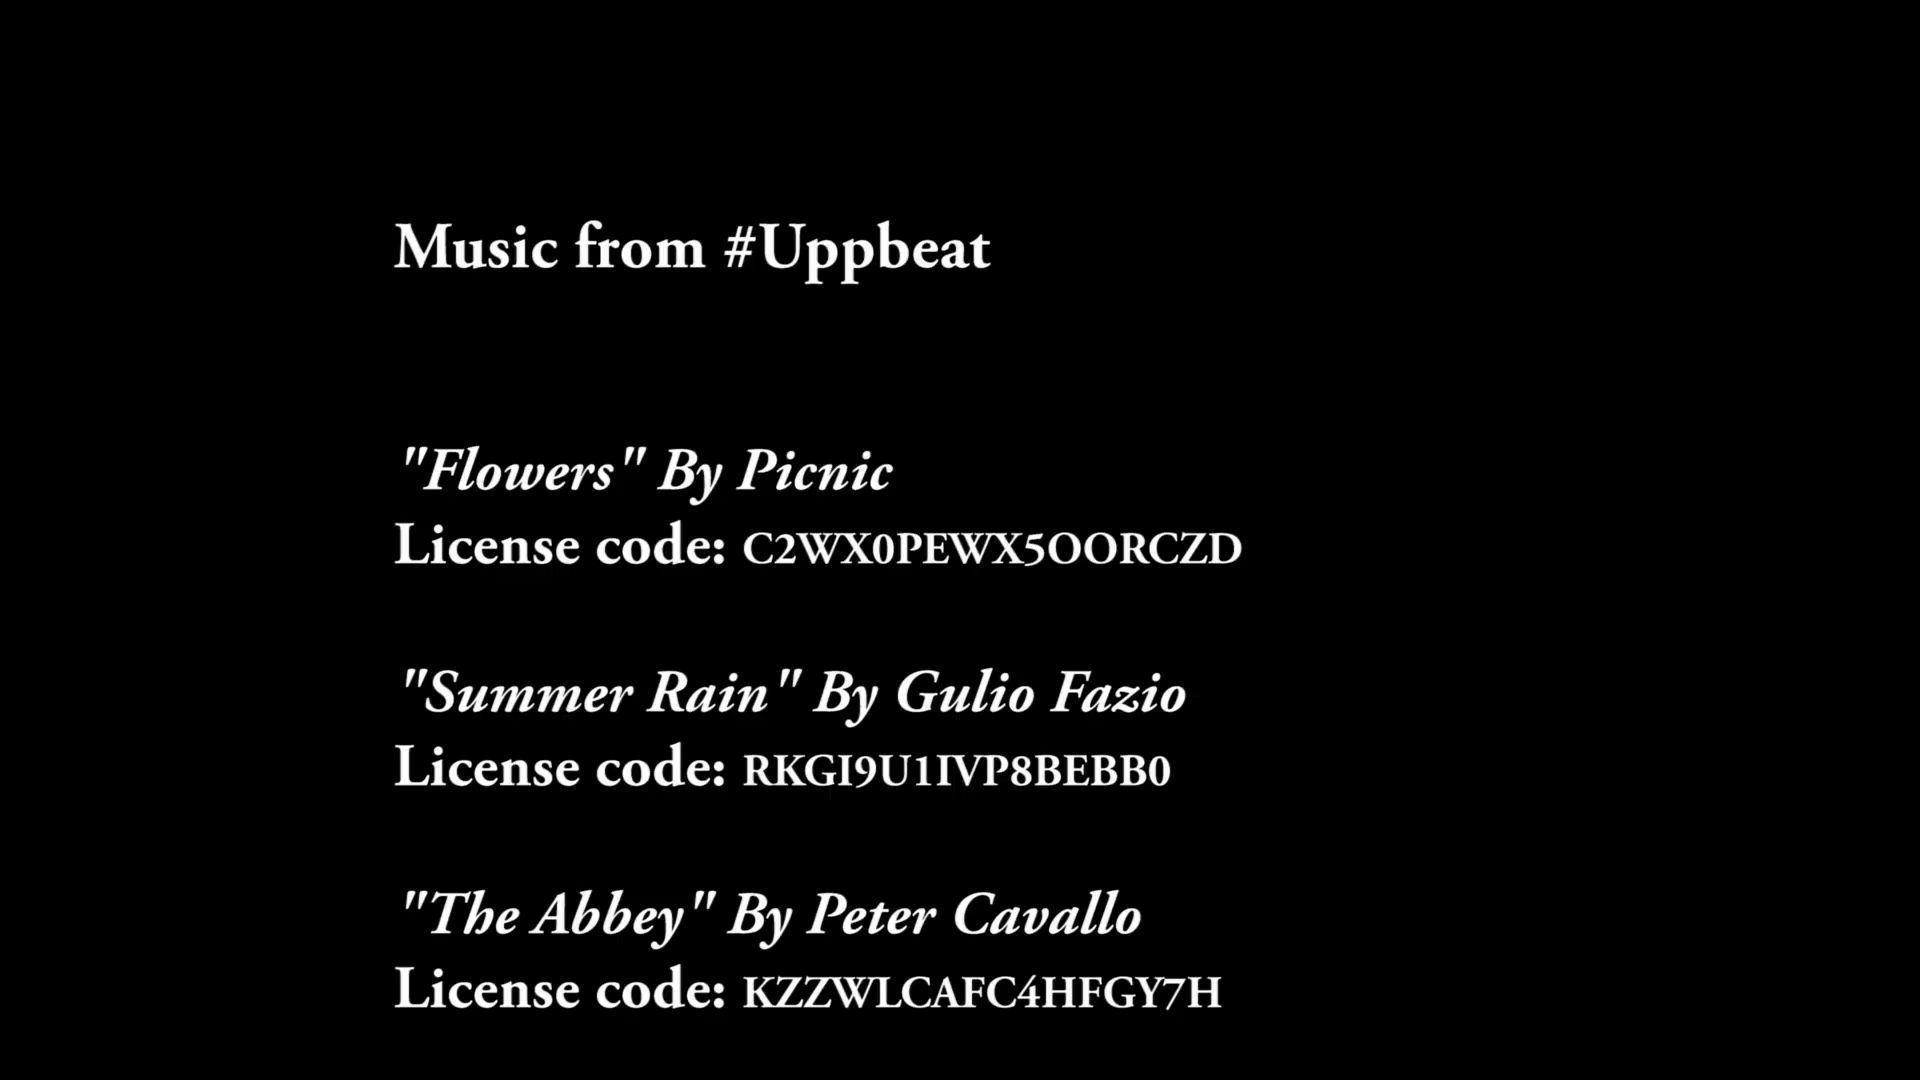 Music from #Uppbeat
"Flowers" By Picnic
License code: C2WX0PEWX5OORCZD
"Summer Rain" By Gulio Fazio
License code: RKGI9U1IVP8BEBB0
"The Abbey" By Peter Cavallo
License code: KZZWLCAFC4HFGY7H